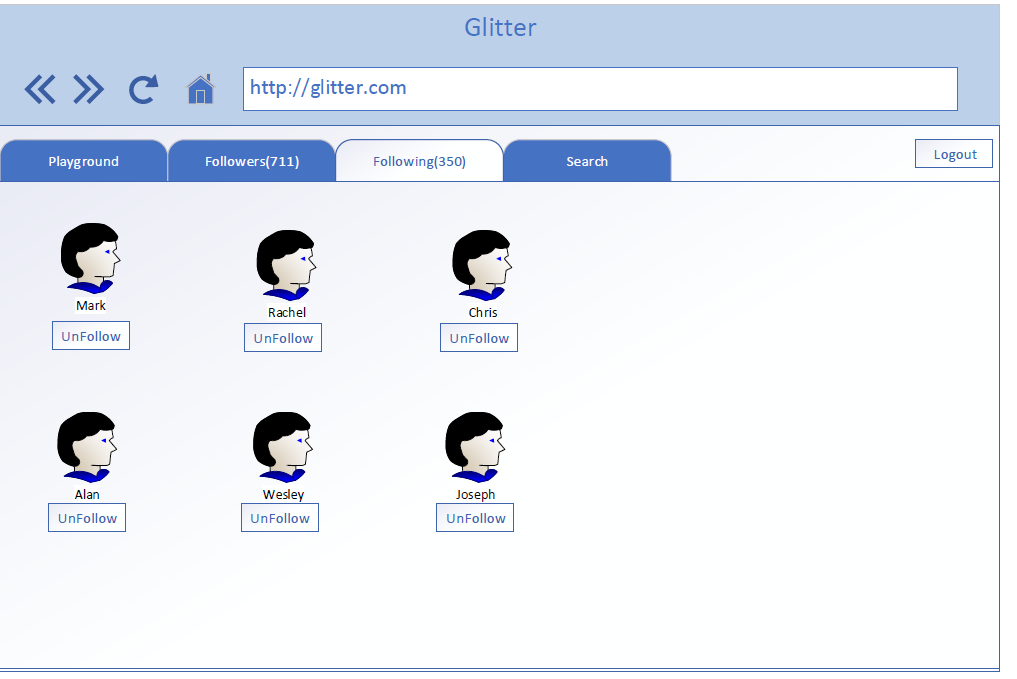 Glitter
http://glitter.com
Playground
Followers(711)
Following(350)
Search
Logout
Mark
Rachel
Chris
UnFollow
UnFollow
UnFollow
Alan
Wesley
Joseph
UnFollow
UnFollow
UnFollow